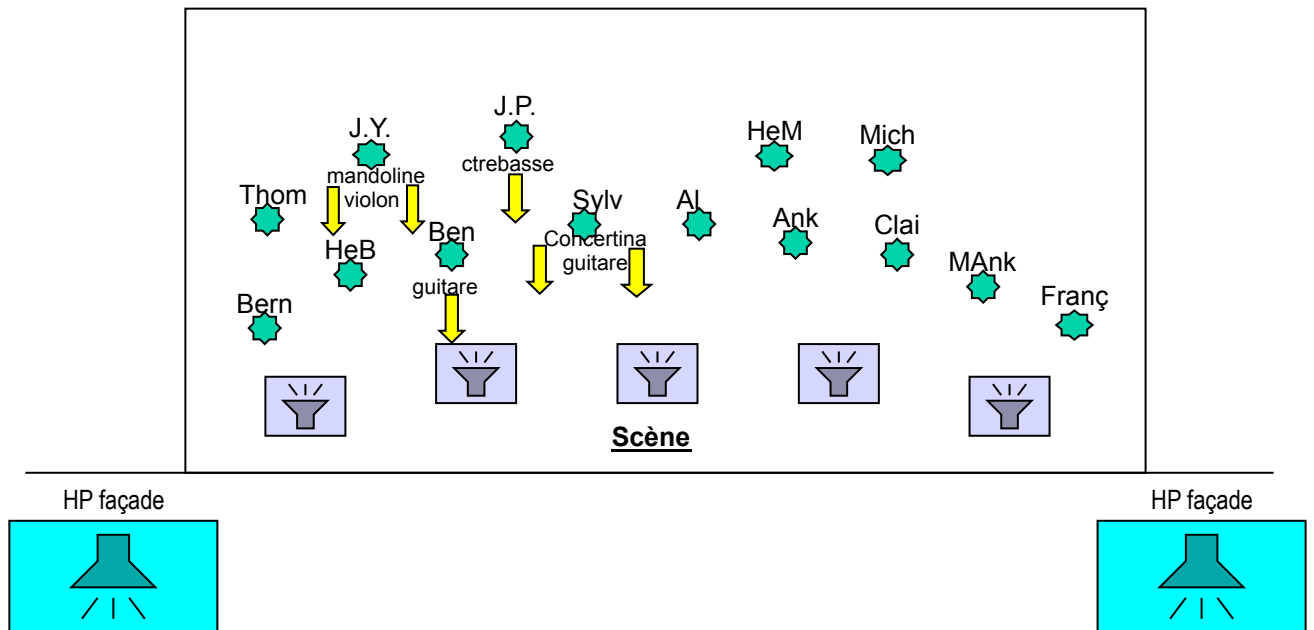 J.P.
J.Y.
HeM
Mich
ctrebasse
mandoline
violon
Thom
Sylv
Al
Ank
Clai
Ben
HeB
Concertina
guitare
MAnk
guitare
Bern
Franç
Scène
HP façade
HP façade